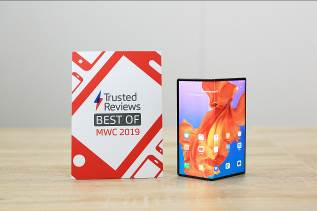 Trusted
Reviews
BEST OF
MWC 2019